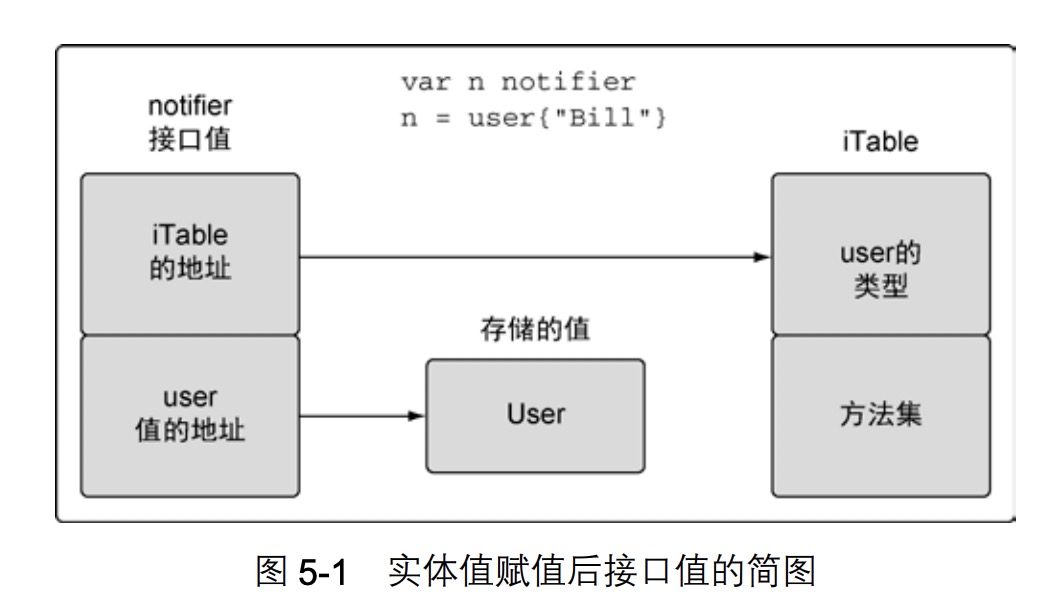 var n notifier
n = user{"Bill"}
notifier
接口值
iTable
iTable
的地址
user的
类型
存储的值
user
值的地址
User
方法集
图 5-1 实体值赋值后接口值的简图